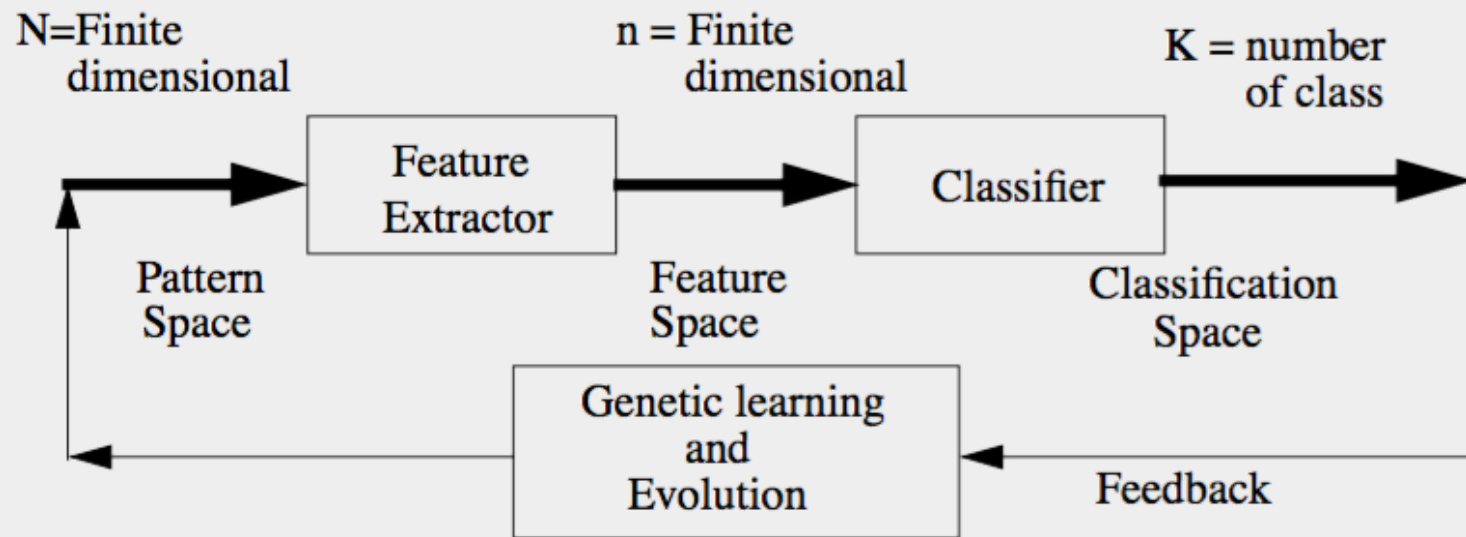 N=Finite
dimensional
n = Finite
dimensional
K = number
of class
Feature
Extractor
Classifier
Pattern
Space
Feature
Space
Classification
Space
Genetic learning
and
Evolution
Feedback